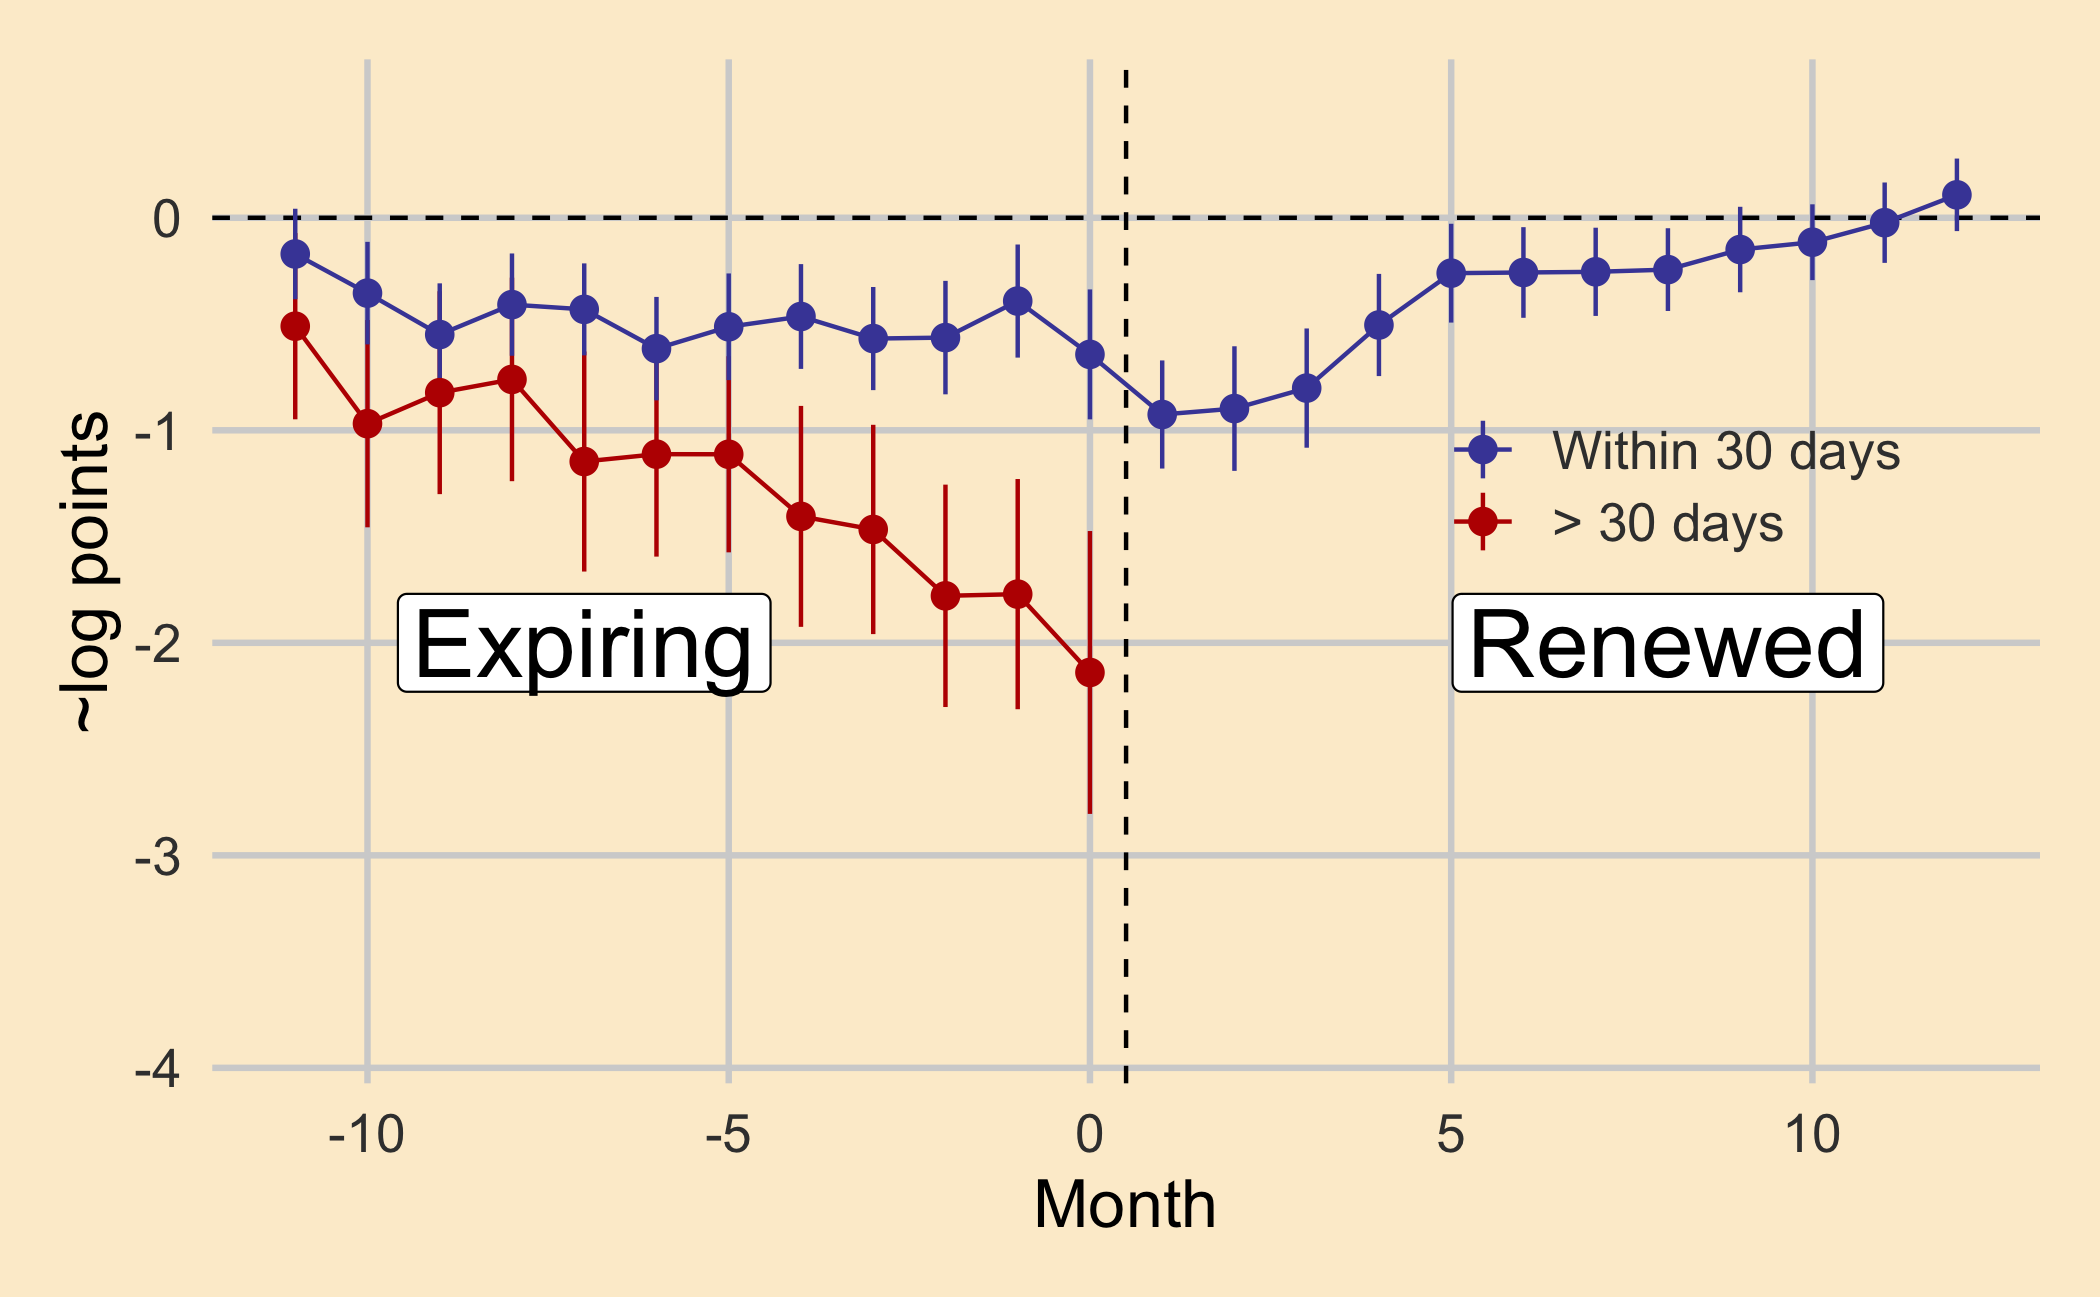 ~log points
0
-1
-2
-3
-4
Within 30 days
> 30 days
Expiring
Renewed
-10 -5 0 5 10
Month